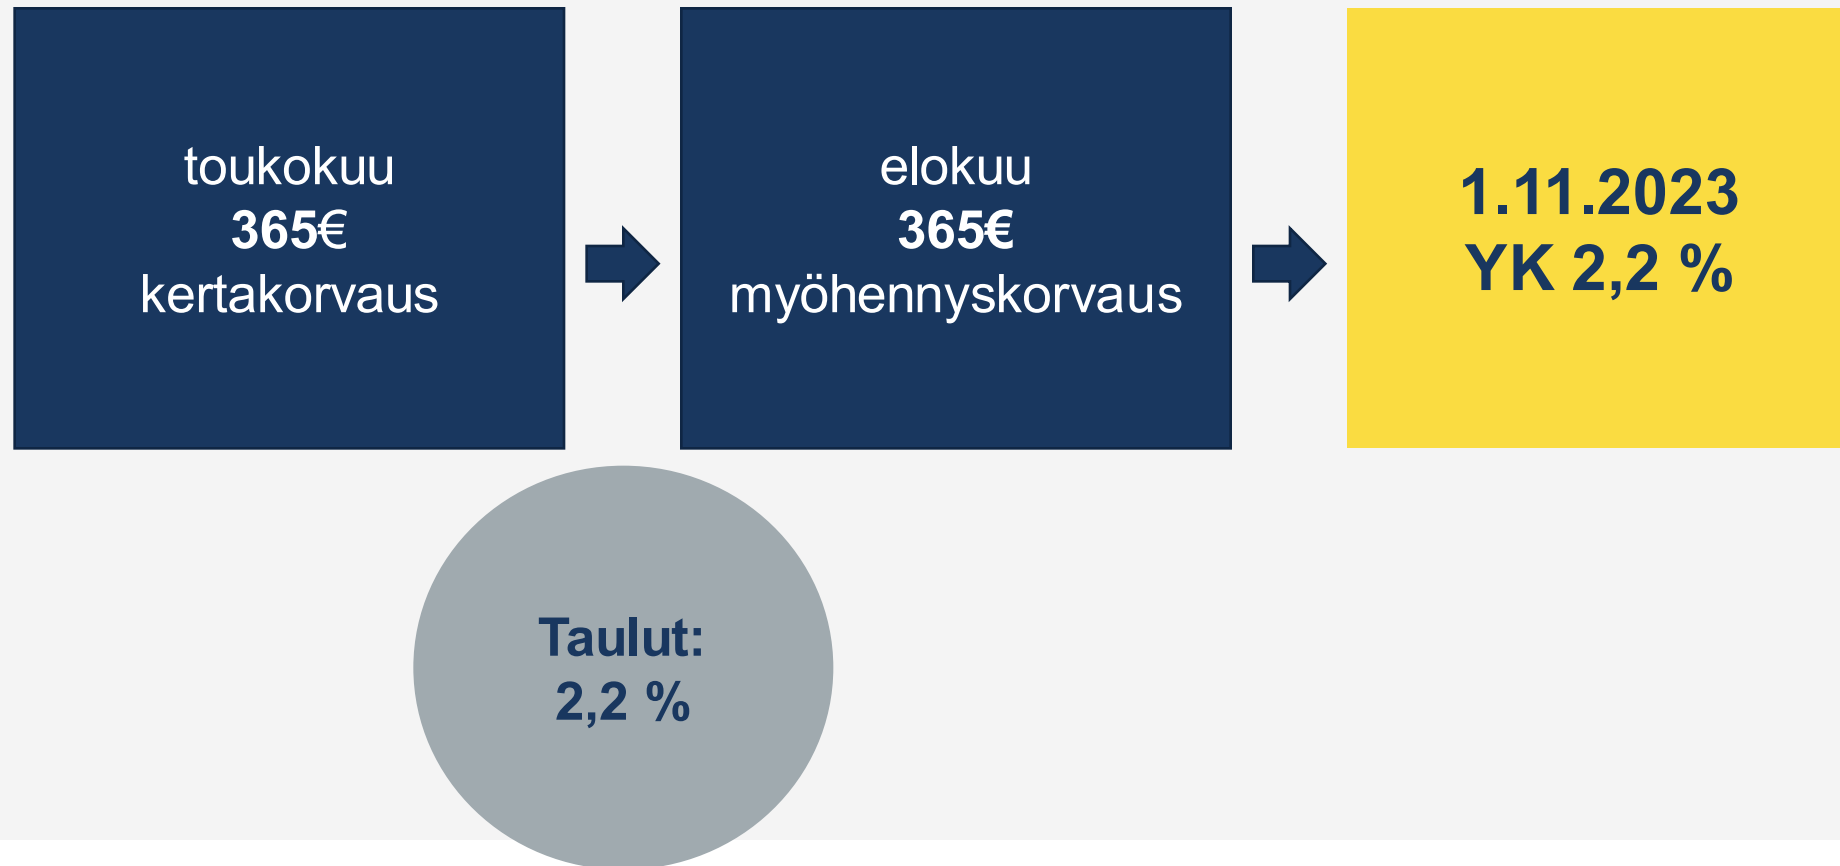 toukokuu
365€
kertakorvaus
elokuu
365€
myöhennyskorvaus
1.11.2023
YK 2,2 %
Taulut:
2,2 %